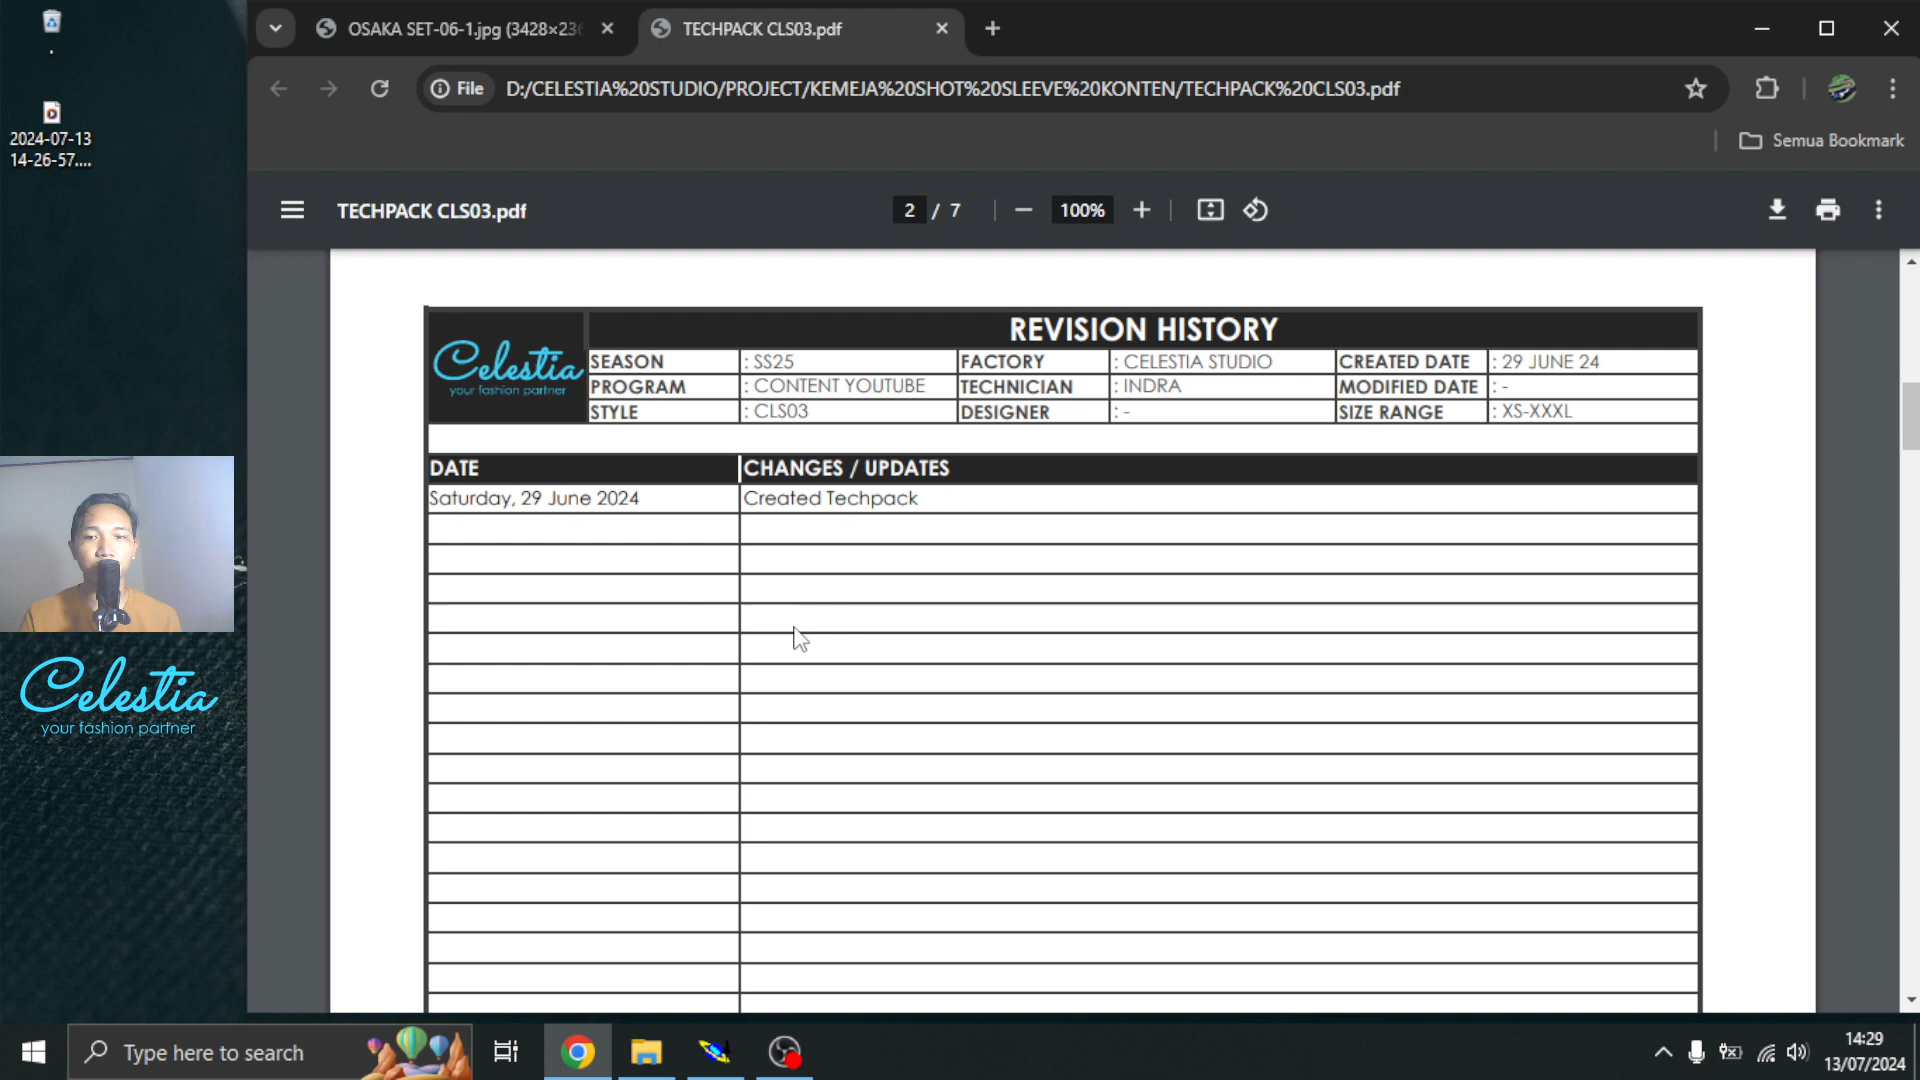 OSAKA SET-06-1.jpg (3428×236
TECHPACK CLS03.pdf
File
D:/CELESTIA%20STUDIO/PROJECT/KEMEJA%20SHOT%20SLEEVE%20KONTEN/TECHPACK%20CLS03.pdf
Semua Bookmark
2024-07-13
14-26-57....
TECHPACK CLS03.pdf
2 / 7
100%
Celestia
your fashion partner
REVISION HISTORY
SEASON : SS25 FACTORY : CELESTIA STUDIO CREATED DATE : 29 JUNE 24
PROGRAM : CONTENT YOUTUBE TECHNICIAN : INDRA MODIFIED DATE : -
STYLE : CLS03 DESIGNER : - SIZE RANGE : XS-XXXL
DATE CHANGES / UPDATES
Saturday, 29 June 2024 Created Techpack
Celestia
your fashion partner
Type here to search
14:29
13/07/2024